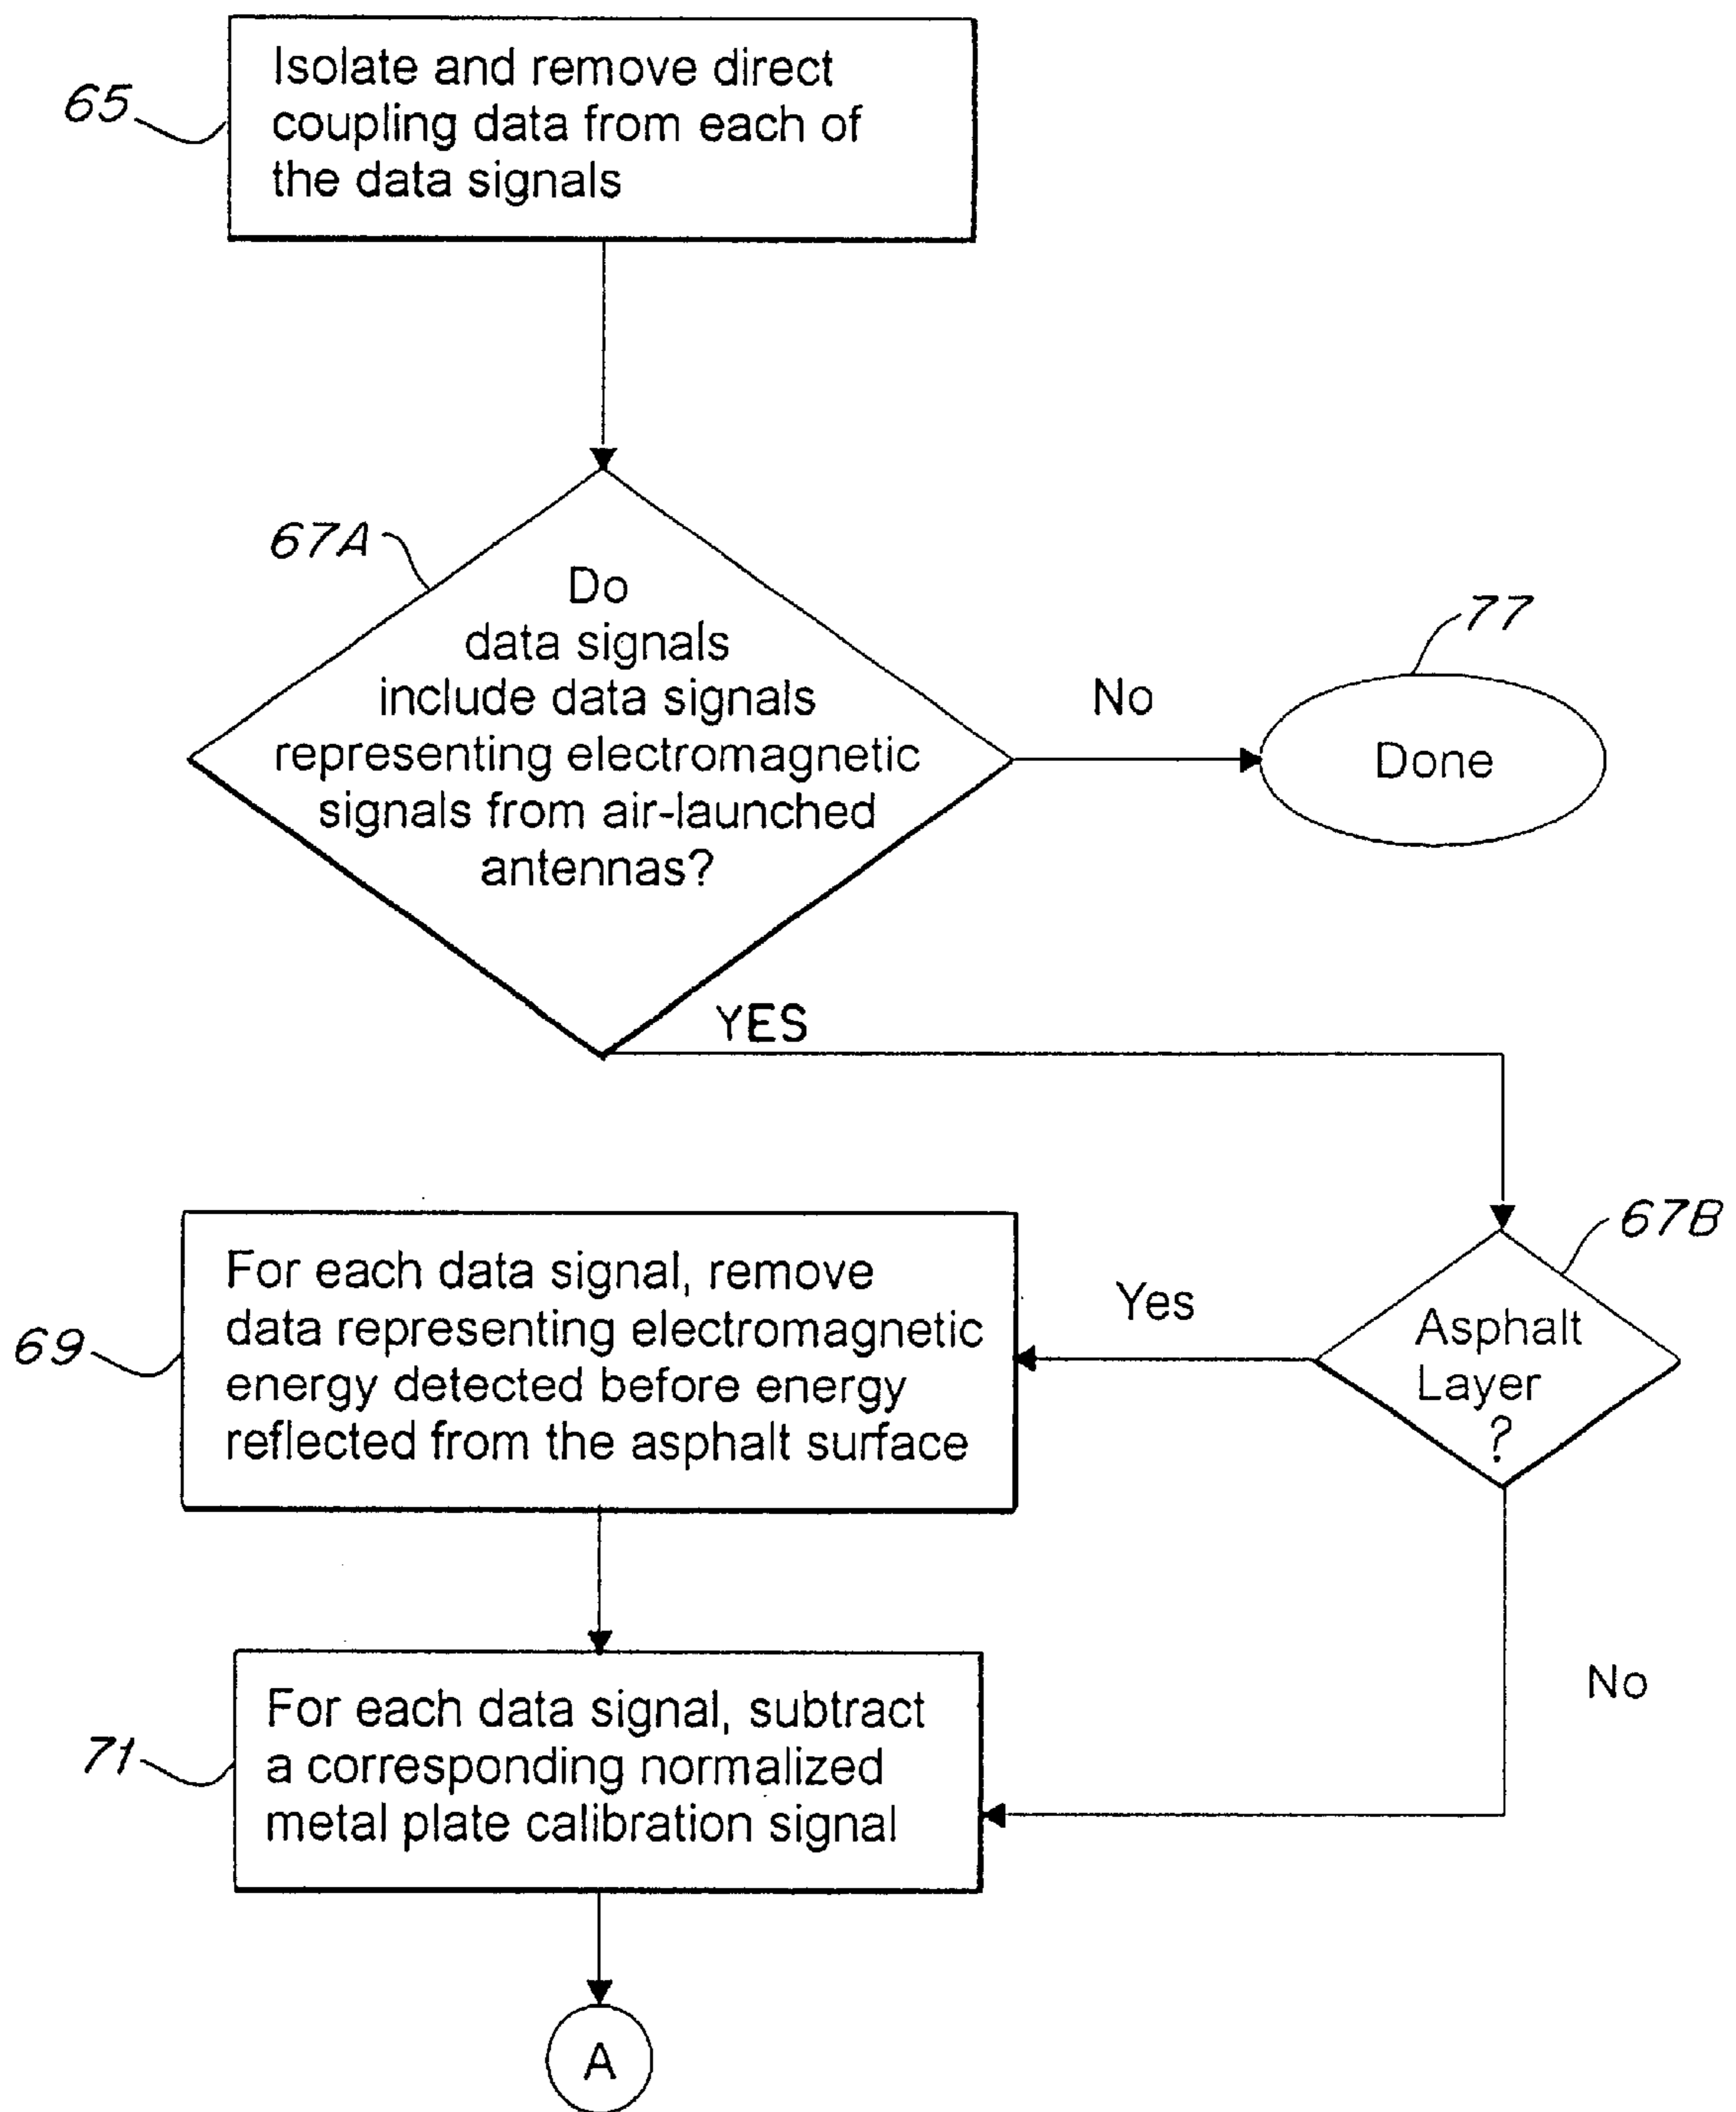 65
Isolate and remove direct
coupling data from each of
the data signals
67A
Do
data signals
include data signals
representing electromagnetic
signals from air-launched
antennas?
No
77
Done
YES
67B
Asphalt
Layer
?
Yes
69
For each data signal, remove
data representing electromagnetic
energy detected before energy
reflected from the asphalt surface
No
71
For each data signal, subtract
a corresponding normalized
metal plate calibration signal
A